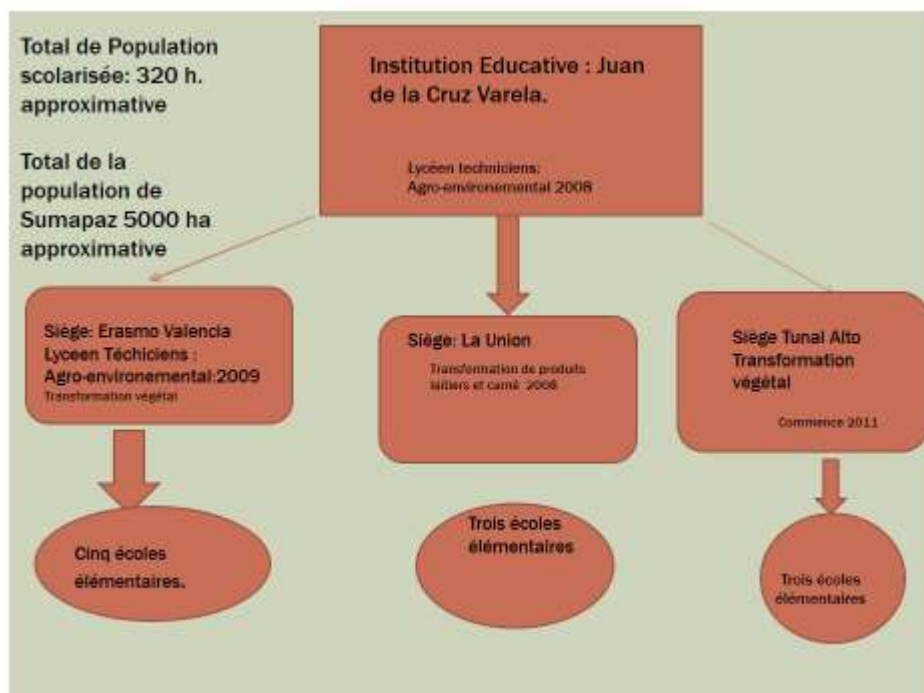 Total de Population
scolarisée: 320 h.
approximative
Total de la
population de
Sumapaz 5000 ha
approximative
Institution Educative : Juan
de la Cruz Varela.
Lycéen techniciens:
Agro-environemental 2008
Siège: Erasmo Valencia
Lyceen Téchiciens :
Agro-environemental:2009
Transformation végétal
Siège: La Union
Transformation de produits
laitiers et carné 2008
Siège Tunal Alto
Transformation
végétal
Commence 2011
Cinq écoles
élémentaires.
Trois écoles
élémentaires
Trois écoles
élémentaires